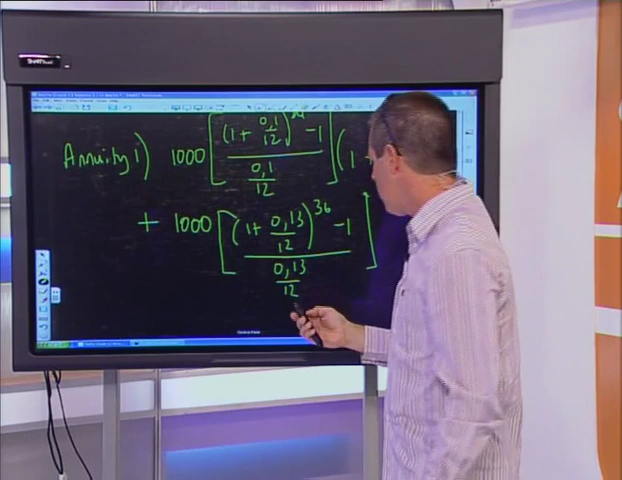 Annuity 1) 1000 [ ( (1 + 0,1/12)^24 - 1 ) / (0,1/12) ] (1 +
+ 1000 [ ( (1 + 0,13/12)^36 - 1 ) / (0,13/12) ]